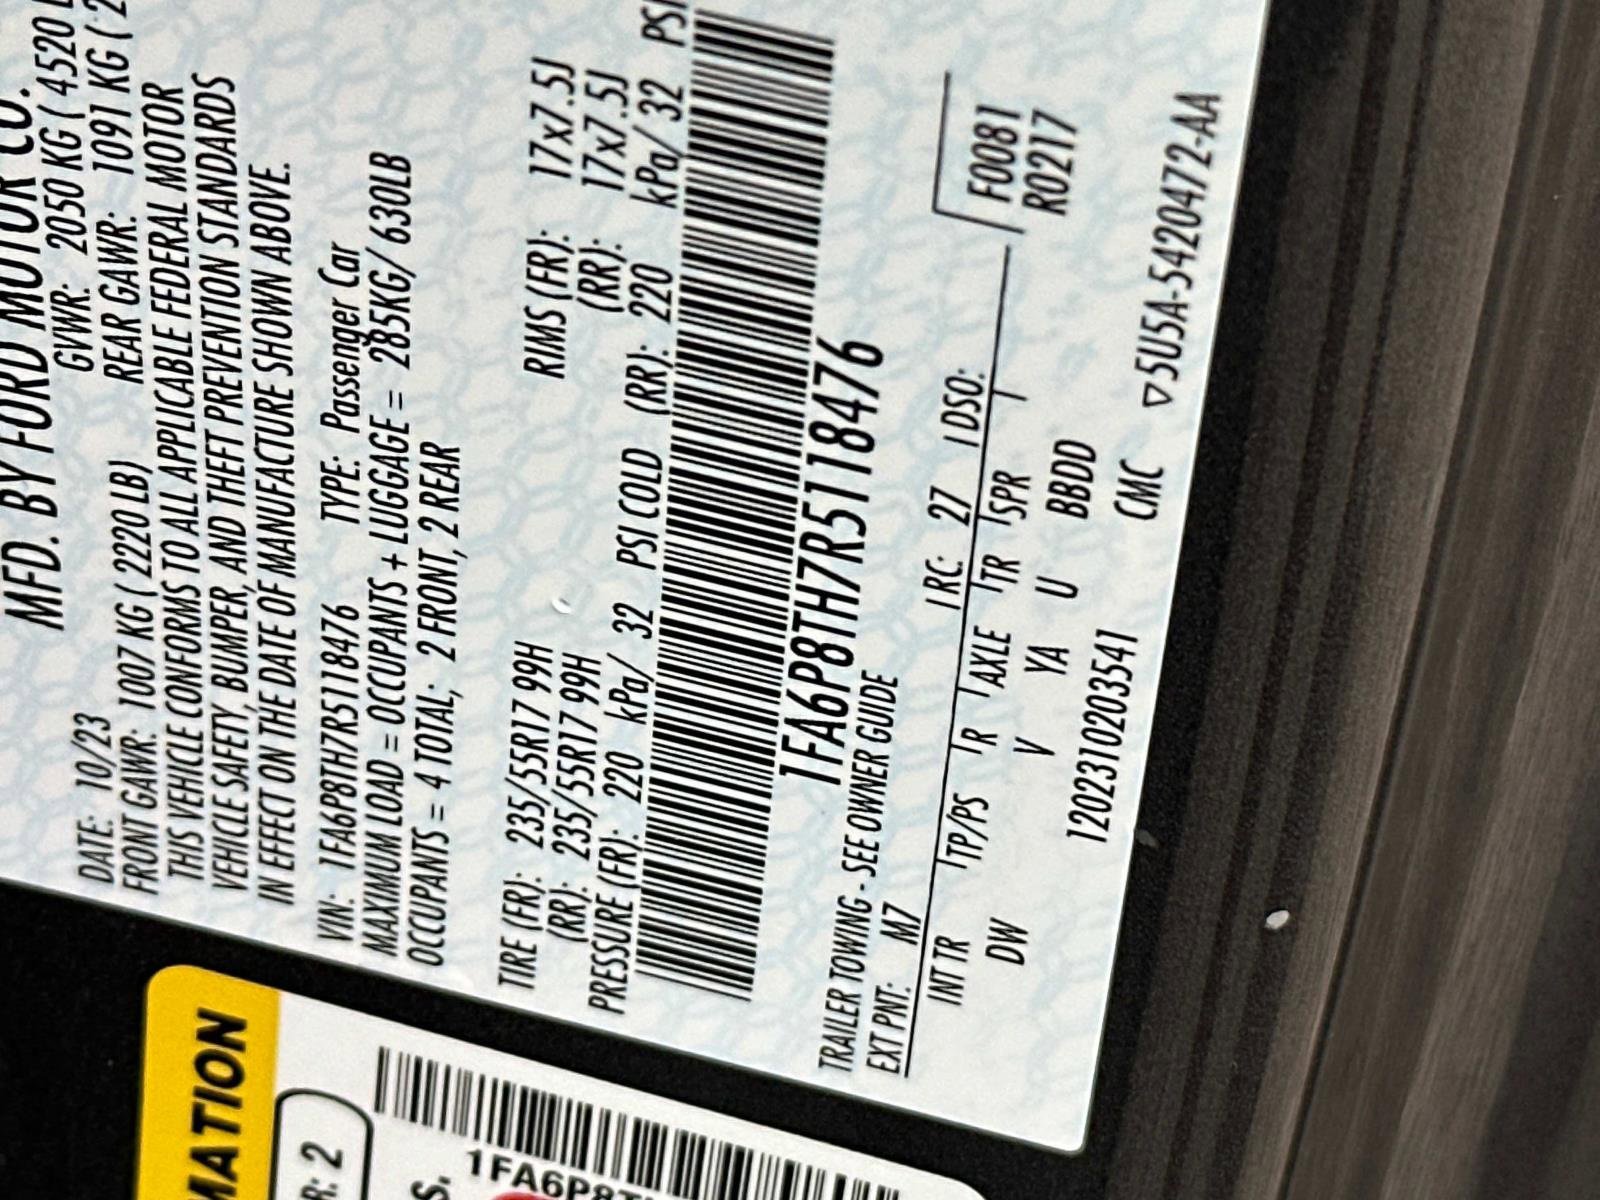 MFD. BY FORD MOTOR CO.
DATE: 10/23 GVWR: 2050 KG ( 4520
FRONT GAWR: 1007 KG ( 2220 LB) REAR GAWR: 1091 KG (
THIS VEHICLE CONFORMS TO ALL APPLICABLE FEDERAL MOTOR
VEHICLE SAFETY, BUMPER, AND THEFT PREVENTION STANDARDS
IN EFFECT ON THE DATE OF MANUFACTURE SHOWN ABOVE.
VIN: 1FA6P8TH7R5118476 TYPE: Passenger Car
MAXIMUM LOAD = OCCUPANTS + LUGGAGE = 285KG/ 630LB
OCCUPANTS = 4 TOTAL; 2 FRONT, 2 REAR
TIRE (FR): 235/55R17 99H RIMS (FR): 17x7.5J
(RR): 235/55R17 99H (RR): 17x7.5J
PRESSURE (FR): 220 kPa/ 32 PSI COLD (RR): 220 kPa/ 32 PSI
1FA6P8TH7R5118476
TRAILER TOWING - SEE OWNER GUIDE
EXT PNT: M7 RC: 27 DSO:
INT TR TP/PS R AXLE TR SPR F0081
DW V YA U BBDD R0217
1202310203541 CMC ▽5U5A-5420472-AA
MATION
R: 2
S.
1FA6P8T